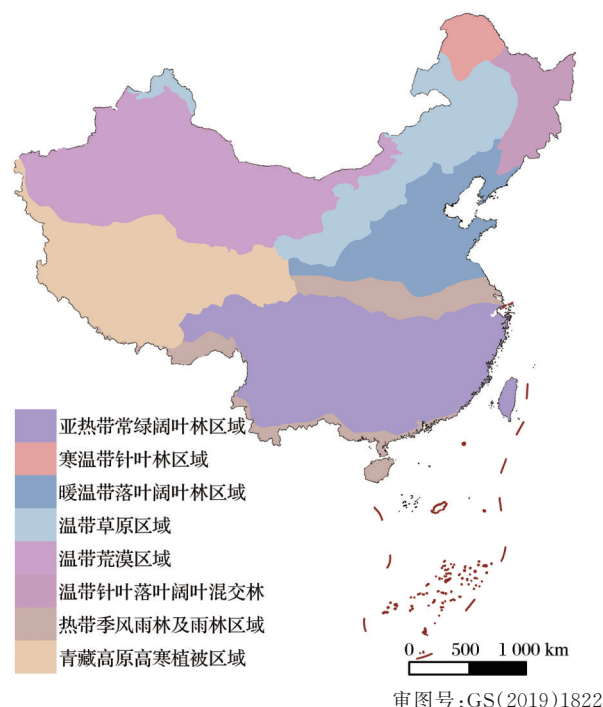 亚热带常绿阔叶林区域
寒温带针叶林区域
暖温带落叶阔叶林区域
温带草原区域
温带荒漠区域
温带针叶落叶阔叶混交林
热带季风雨林及雨林区域
青藏高原高寒植被区域
0 500 1 000 km
审图号:GS(2019)1822